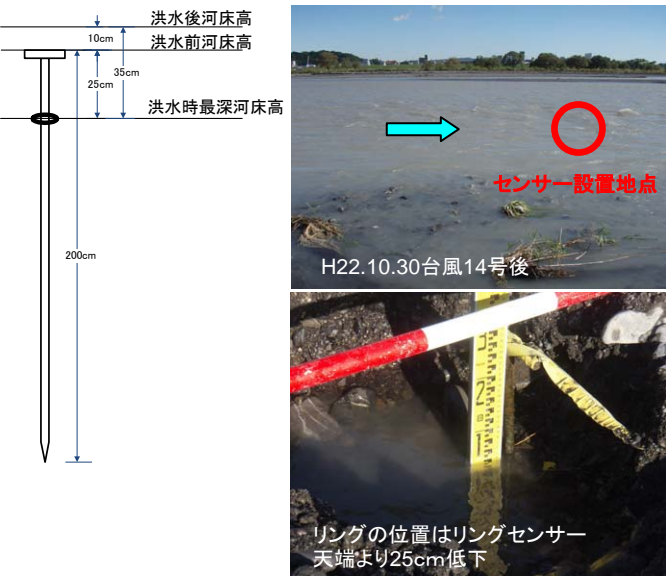 洪水後河床高
10cm
洪水前河床高
35cm
25cm
洪水時最深河床高
200cm
センサー設置地点
H22.10.30台風14号後
3
2
1
リングの位置はリングセンサー
天端より25cm低下